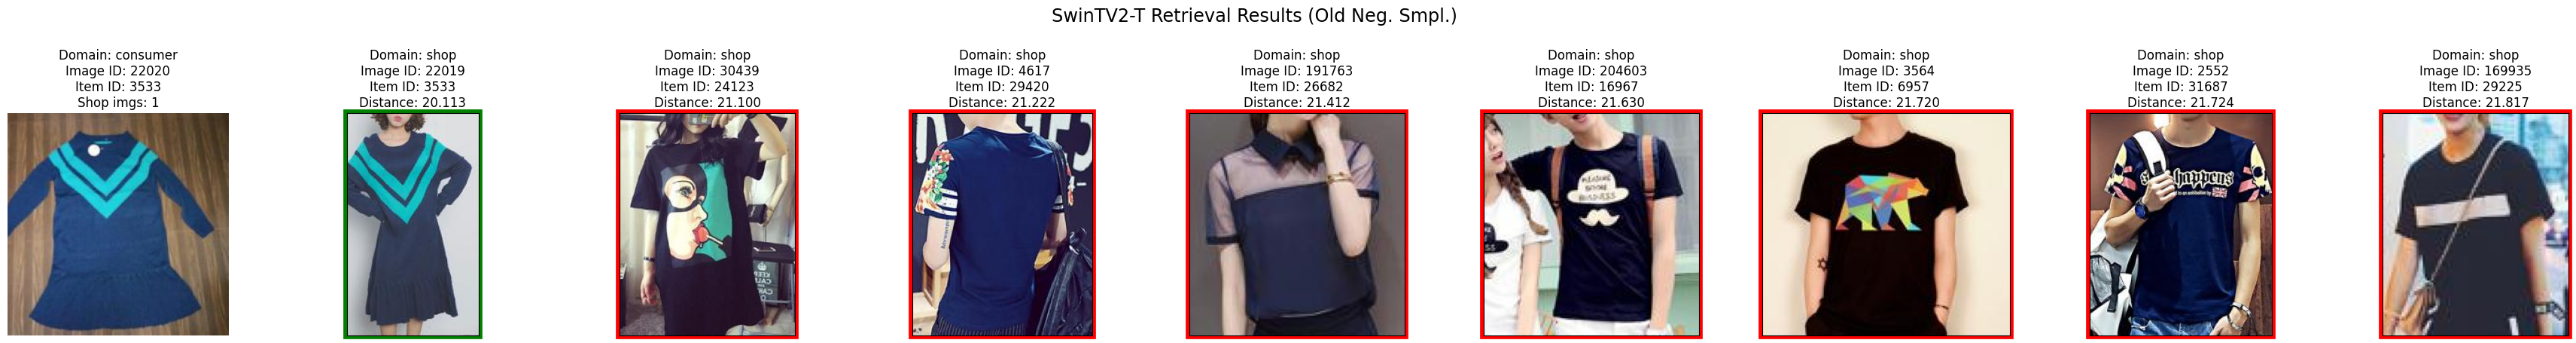 SwinTV2-T Retrieval Results (Old Neg. Smpl.)
Domain: consumer
Image ID: 22020
Item ID: 3533
Shop imgs: 1
Domain: shop
Image ID: 22019
Item ID: 3533
Distance: 20.113
Domain: shop
Image ID: 30439
Item ID: 24123
Distance: 21.100
Domain: shop
Image ID: 4617
Item ID: 29420
Distance: 21.222
Domain: shop
Image ID: 191763
Item ID: 26682
Distance: 21.412
Domain: shop
Image ID: 204603
Item ID: 16967
Distance: 21.630
Domain: shop
Image ID: 3564
Item ID: 6957
Distance: 21.720
Domain: shop
Image ID: 2552
Item ID: 31687
Distance: 21.724
Domain: shop
Image ID: 169935
Item ID: 29225
Distance: 21.817
PLEASURE
BEFORE
BUSINESS
happens